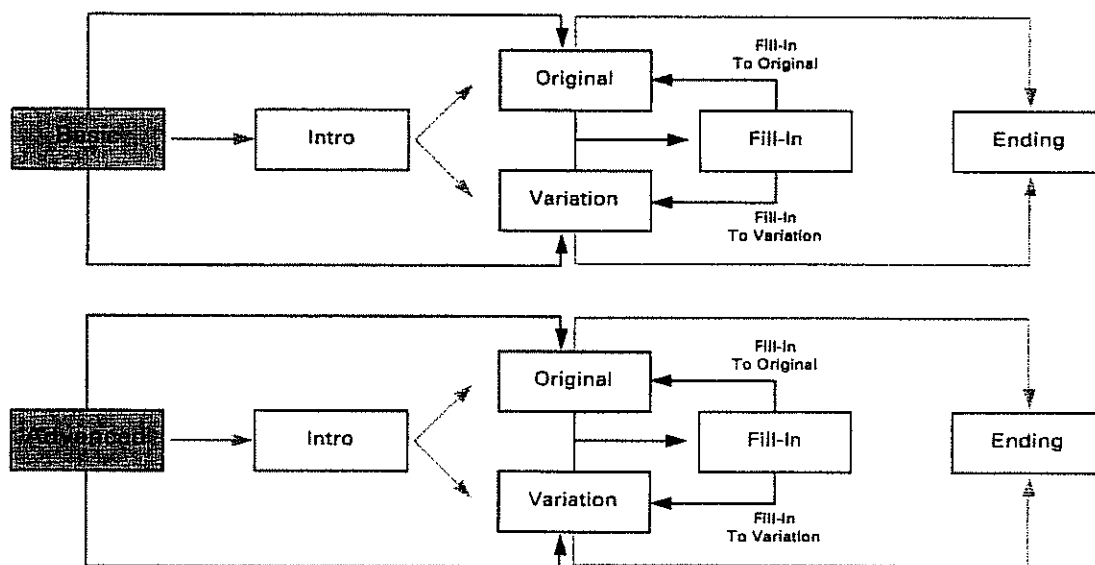 Fill-In
To Original
Original
Basic
Intro
Fill-In
Ending
Variation
Fill-In
To Variation
Fill-In
To Original
Original
Advanced
Intro
Fill-In
Ending
Variation
Fill-In
To Variation